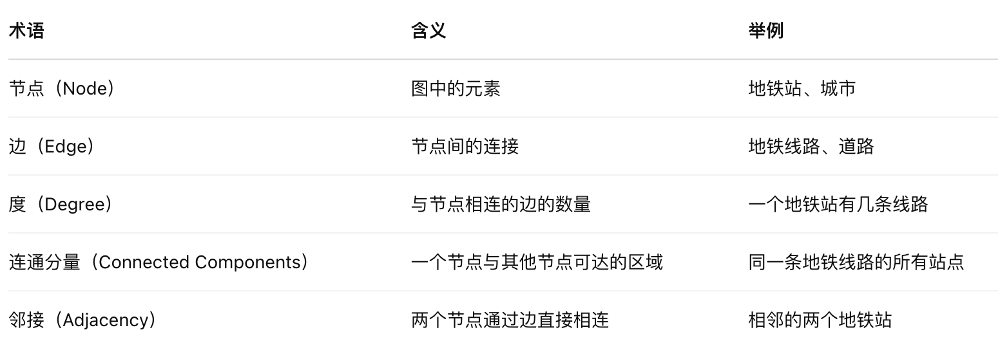 术语 含义 举例
节点（Node） 图中的元素 地铁站、城市
边（Edge） 节点间的连接 地铁线路、道路
度（Degree） 与节点相连的边的数量 一个地铁站有几条线路
连通分量（Connected Components） 一个节点与其他节点可达的区域 同一条地铁线路的所有站点
邻接（Adjacency） 两个节点通过边直接相连 相邻的两个地铁站